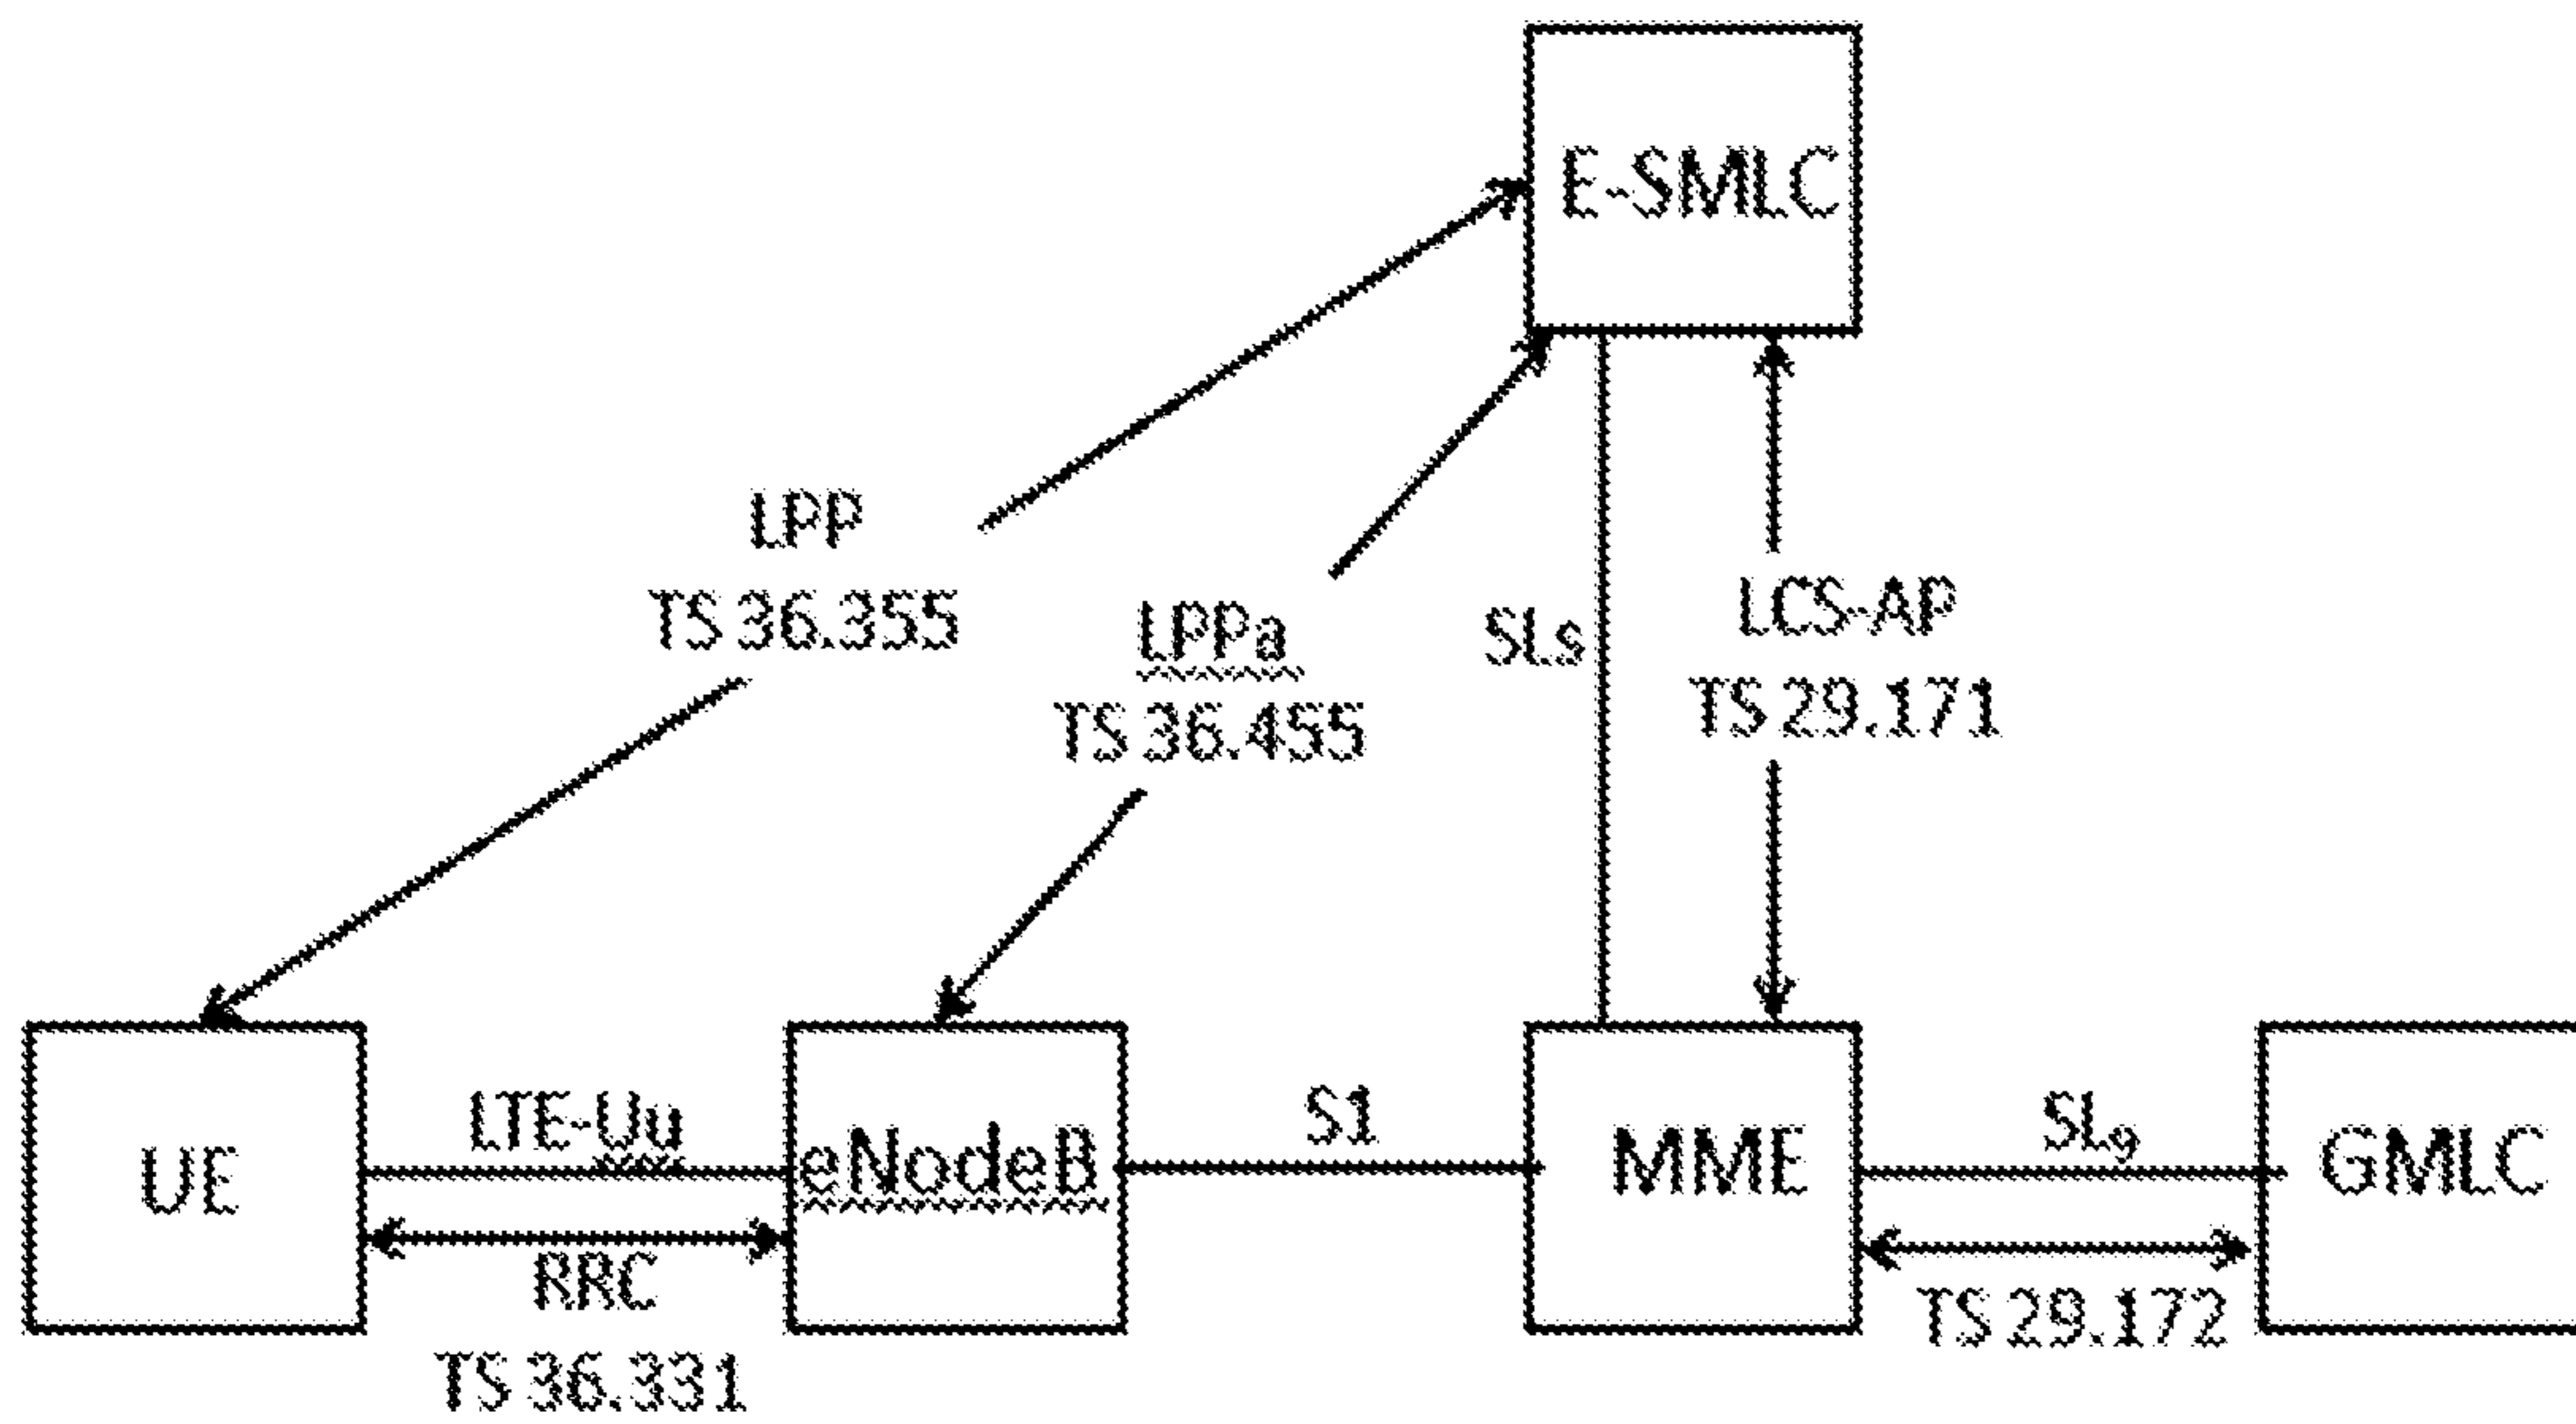 E-SMLC
LPP
TS 36.355
LPPa
TS 36.455
SLs
LCS-AP
TS 29.171
UE
LTE-Uu
RRC
TS 36.331
eNodeB
S1
MME
SLg
TS 29.172
GMLC